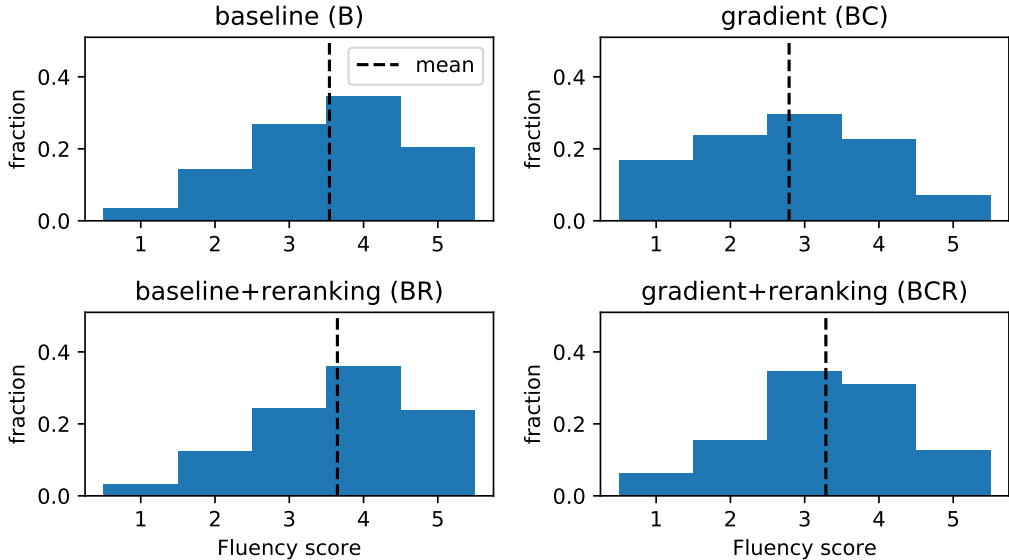 baseline (B)
fraction
0.4
0.2
0.0
mean
1 2 3 4 5
gradient (BC)
fraction
0.4
0.2
0.0
1 2 3 4 5
baseline+reranking (BR)
fraction
0.4
0.2
0.0
1 2 3 4 5
Fluency score
gradient+reranking (BCR)
fraction
0.4
0.2
0.0
1 2 3 4 5
Fluency score